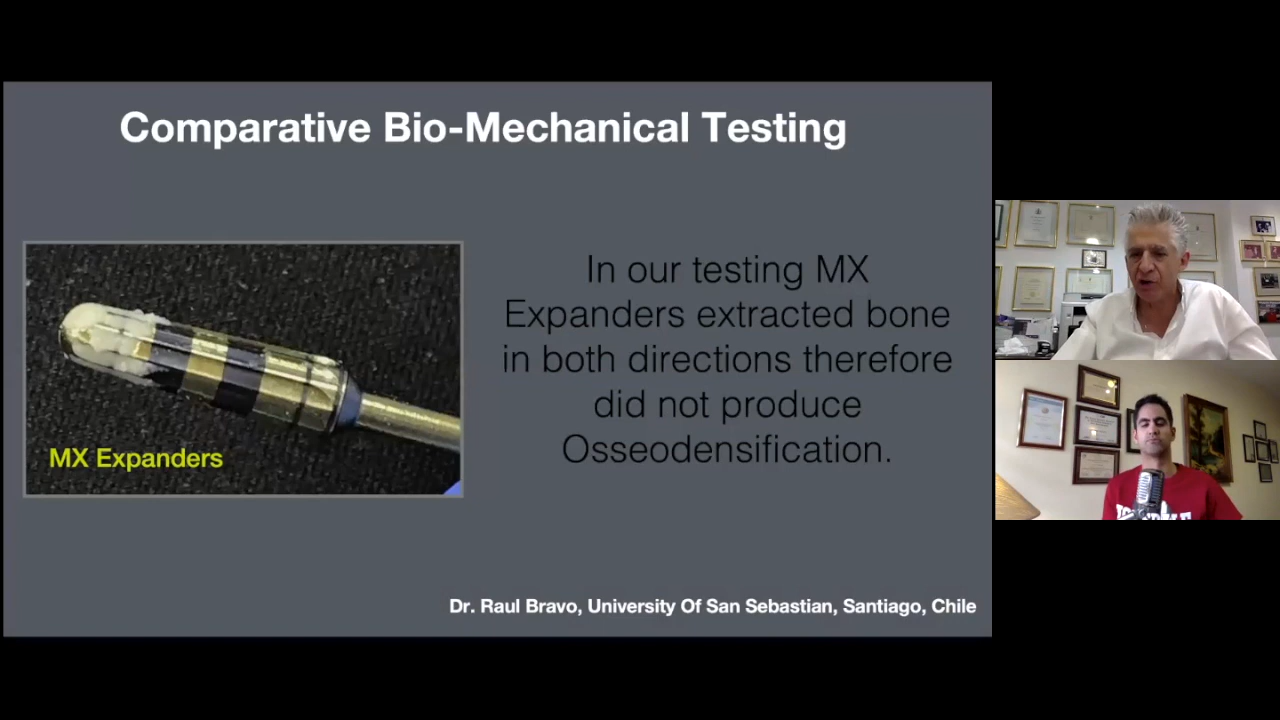 Comparative Bio-Mechanical Testing
In our testing MX
Expanders extracted bone
in both directions therefore
did not produce
Osseodensification.
MX Expanders
Dr. Raul Bravo, University Of San Sebastian, Santiago, Chile